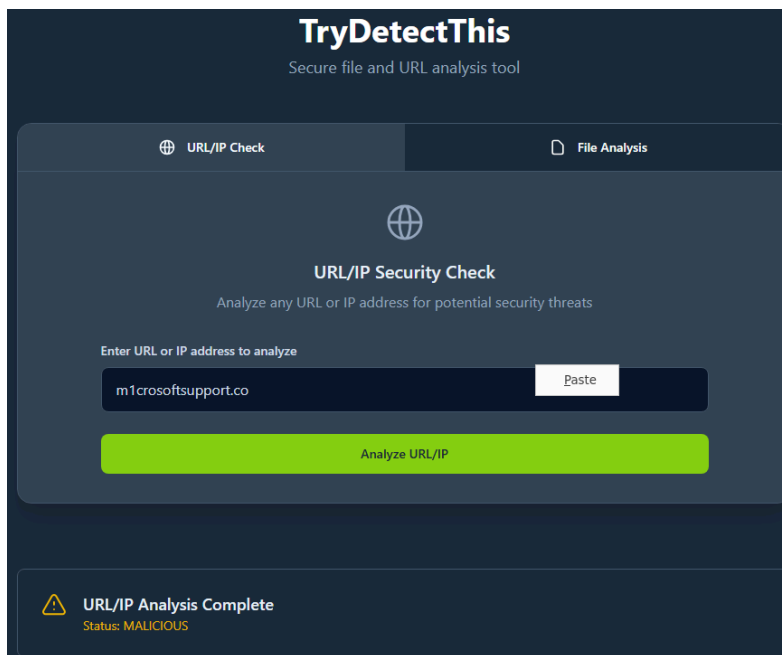 TryDetectThis
Secure file and URL analysis tool
URL/IP Check
File Analysis
URL/IP Security Check
Analyze any URL or IP address for potential security threats
Enter URL or IP address to analyze
m1crosoftsupport.co
Paste
Analyze URL/IP
URL/IP Analysis Complete
Status: MALICIOUS